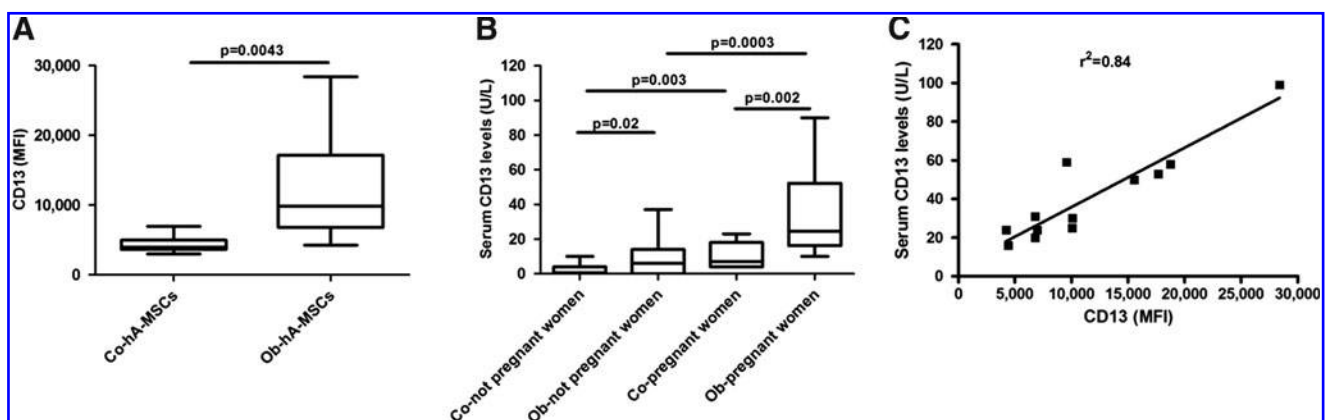 A
p=0.0043
30,000
20,000
10,000
0
CD13 (MFI)
Co-hA-MSCs
Ob-hA-MSCs
B
p=0.0003
p=0.003
p=0.002
p=0.02
120
100
80
60
40
20
0
Serum CD13 levels (U/L)
Co-not pregnant women
Ob-not pregnant women
Co-pregnant women
Ob-pregnant women
C
r²=0.84
120
100
80
60
40
20
0
Serum CD13 levels (U/L)
0 5,000 10,000 15,000 20,000 25,000 30,000
CD13 (MFI)